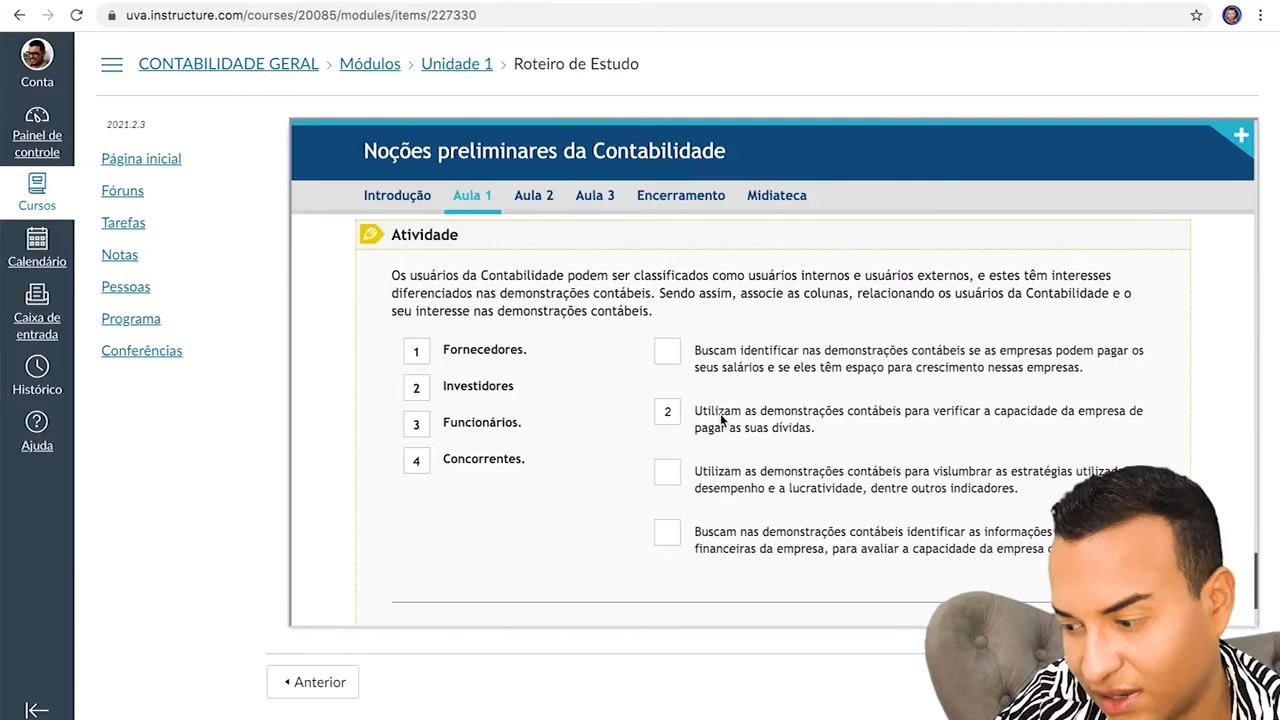 uva.instructure.com/courses/20085/modules/items/227330
Conta
Painel de
controle
Cursos
Calendário
Caixa de
entrada
Histórico
Ajuda
CONTABILIDADE GERAL > Módulos > Unidade 1 > Roteiro de Estudo
2021.2.3
Página inicial
Fóruns
Tarefas
Notas
Pessoas
Programa
Conferências
Noções preliminares da Contabilidade
Introdução Aula 1 Aula 2 Aula 3 Encerramento Midiateca
Atividade
Os usuários da Contabilidade podem ser classificados como usuários internos e usuários externos, e estes têm interesses
diferenciados nas demonstrações contábeis. Sendo assim, associe as colunas, relacionando os usuários da Contabilidade e o
seu interesse nas demonstrações contábeis.
1 Fornecedores.
2 Investidores
3 Funcionários.
4 Concorrentes.
Buscam identificar nas demonstrações contábeis se as empresas podem pagar os
seus salários e se eles têm espaço para crescimento nessas empresas.
2 Utilizam as demonstrações contábeis para verificar a capacidade da empresa de
pagar as suas dívidas.
Utilizam as demonstrações contábeis para vislumbrar as estratégias
desempenho e a lucratividade, dentre outros indicadores.
Buscam nas demonstrações contábeis identificar as informações
financeiras da empresa, para avaliar a capacidade da empresa
Anterior